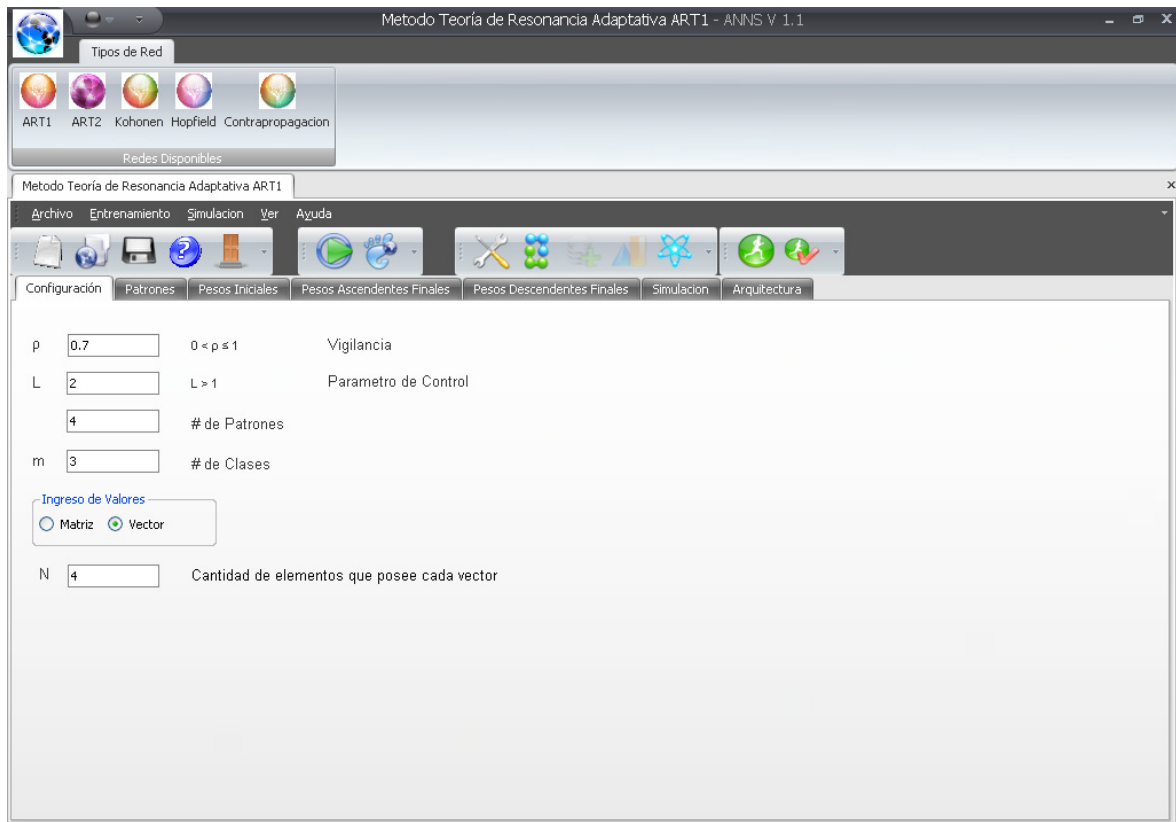 Metodo Teoría de Resonancia Adaptativa ART1 - ANNS V 1.1
Tipos de Red
ART1 ART2 Kohonen Hopfield Contrapropagacion
Redes Disponibles
Metodo Teoría de Resonancia Adaptativa ART1
Archivo Entrenamiento Simulacion Ver Ayuda
Configuración Patrones Pesos Iniciales Pesos Ascendentes Finales Pesos Descendentes Finales Simulacion Arquitectura
ρ 0.7 0 < ρ ≤ 1 Vigilancia
L 2 L > 1 Parametro de Control
4 # de Patrones
m 3 # de Clases
Ingreso de Valores
Matriz Vector
N 4 Cantidad de elementos que posee cada vector